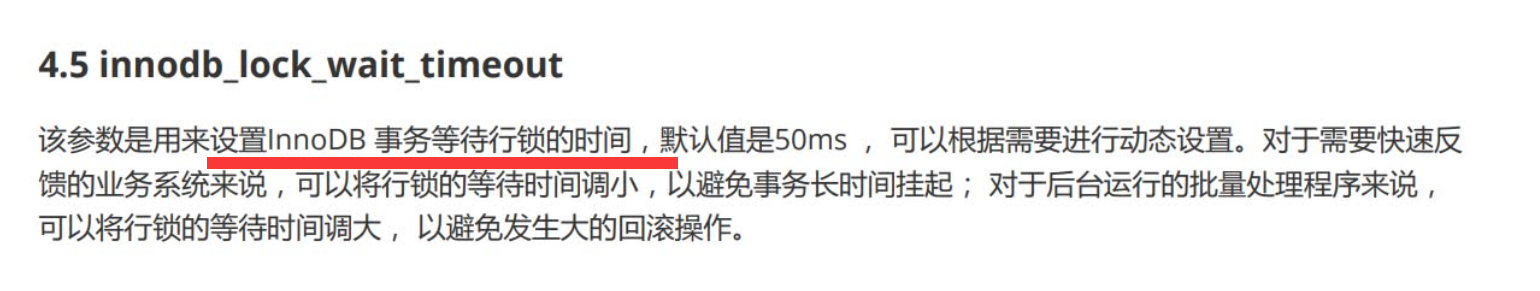 4.5 innodb_lock_wait_timeout
该参数是用来设置InnoDB 事务等待行锁的时间，默认值是50ms ， 可以根据需要进行动态设置。对于需要快速反
馈的业务系统来说，可以将行锁的等待时间调小，以避免事务长时间挂起； 对于后台运行的批量处理程序来说，
可以将行锁的等待时间调大， 以避免发生大的回滚操作。